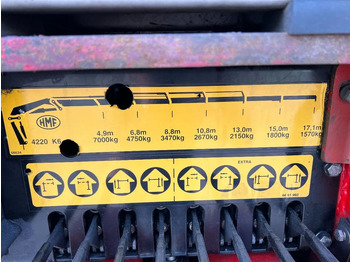 HMF
4220 K6
4,9m 6,8m 8,8m 10,8m 13,0m 15,0m 17,1m
7000kg 4750kg 3470kg 2670kg 2150kg 1800kg 1570kg
EXTRA